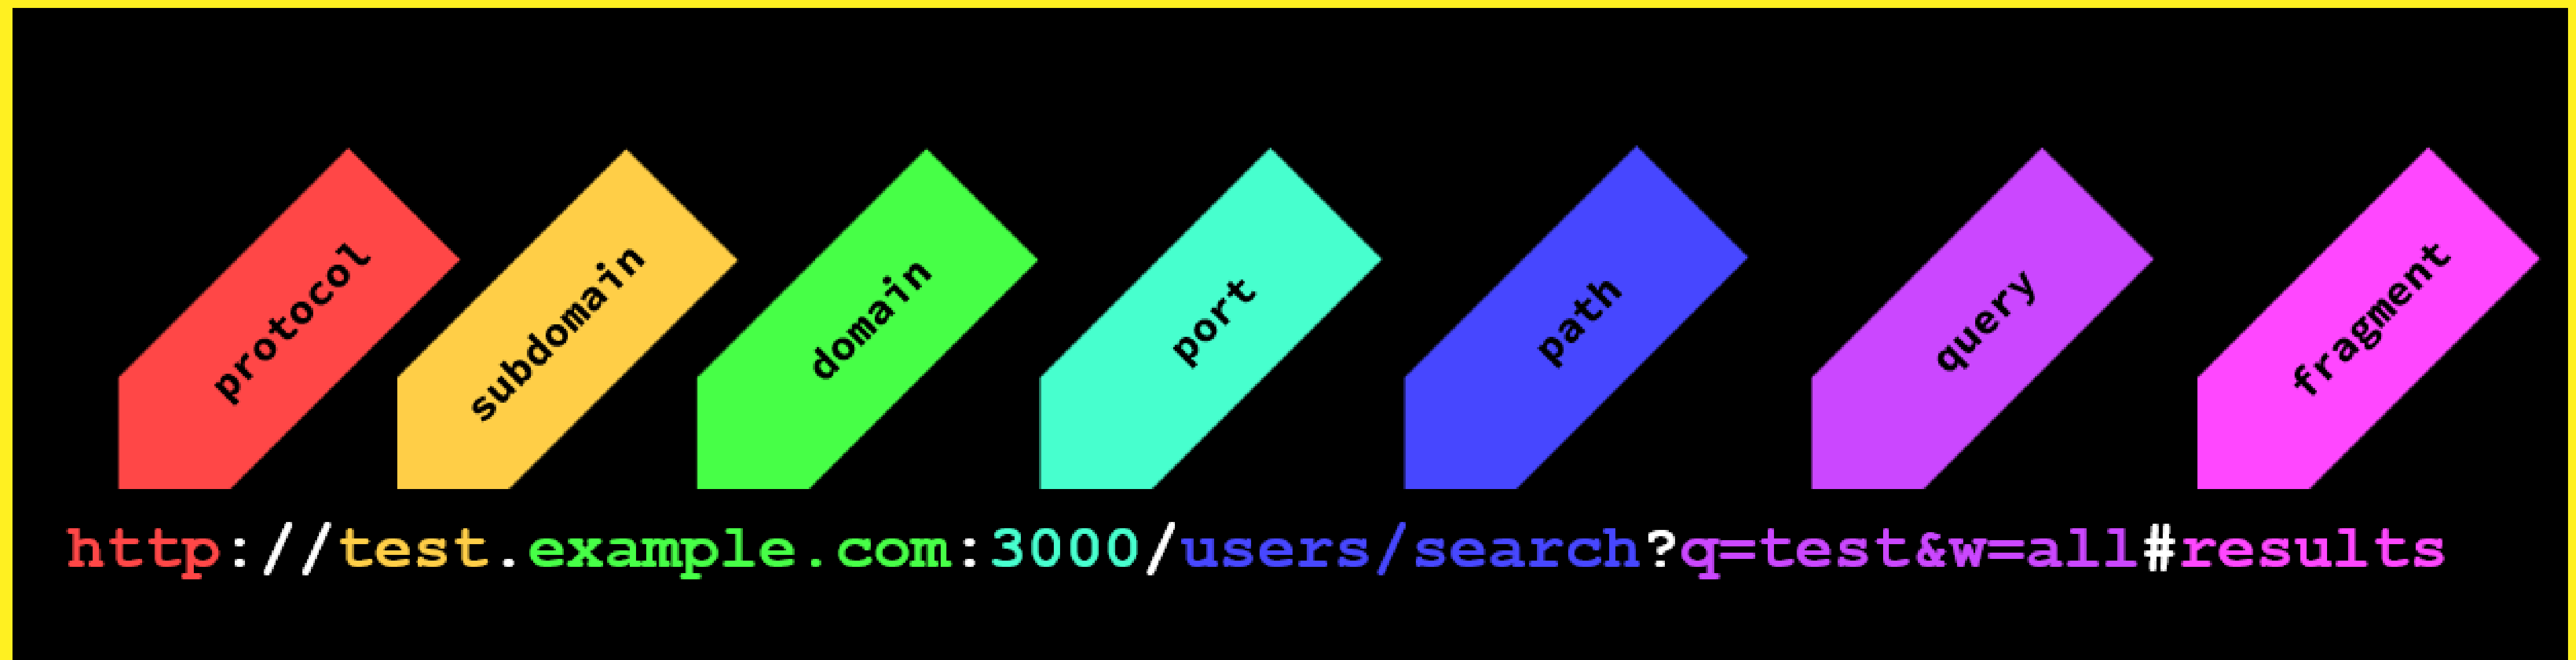 protocol
subdomain
domain
port
path
query
fragment
http://test.example.com:3000/users/search?q=test&w=all#results